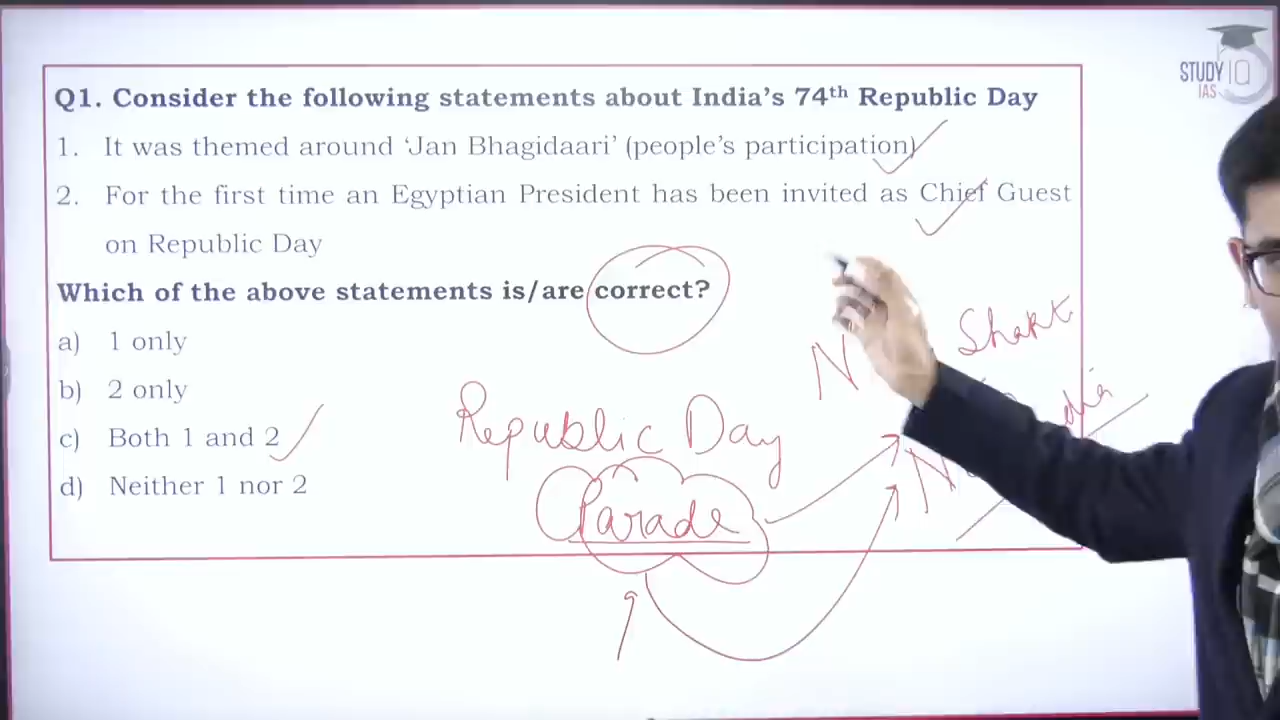 STUDY IQ
IAS
Q1. Consider the following statements about India's 74th Republic Day
1. It was themed around 'Jan Bhagidaari' (people's participation)
2. For the first time an Egyptian President has been invited as Chief Guest
on Republic Day
Which of the above statements is/are correct?
a) 1 only
b) 2 only
c) Both 1 and 2
d) Neither 1 nor 2
Shakt
Republic Day
Parade